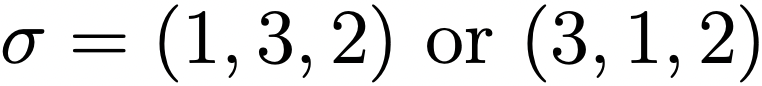 σ = (1, 3, 2) or (3, 1, 2)